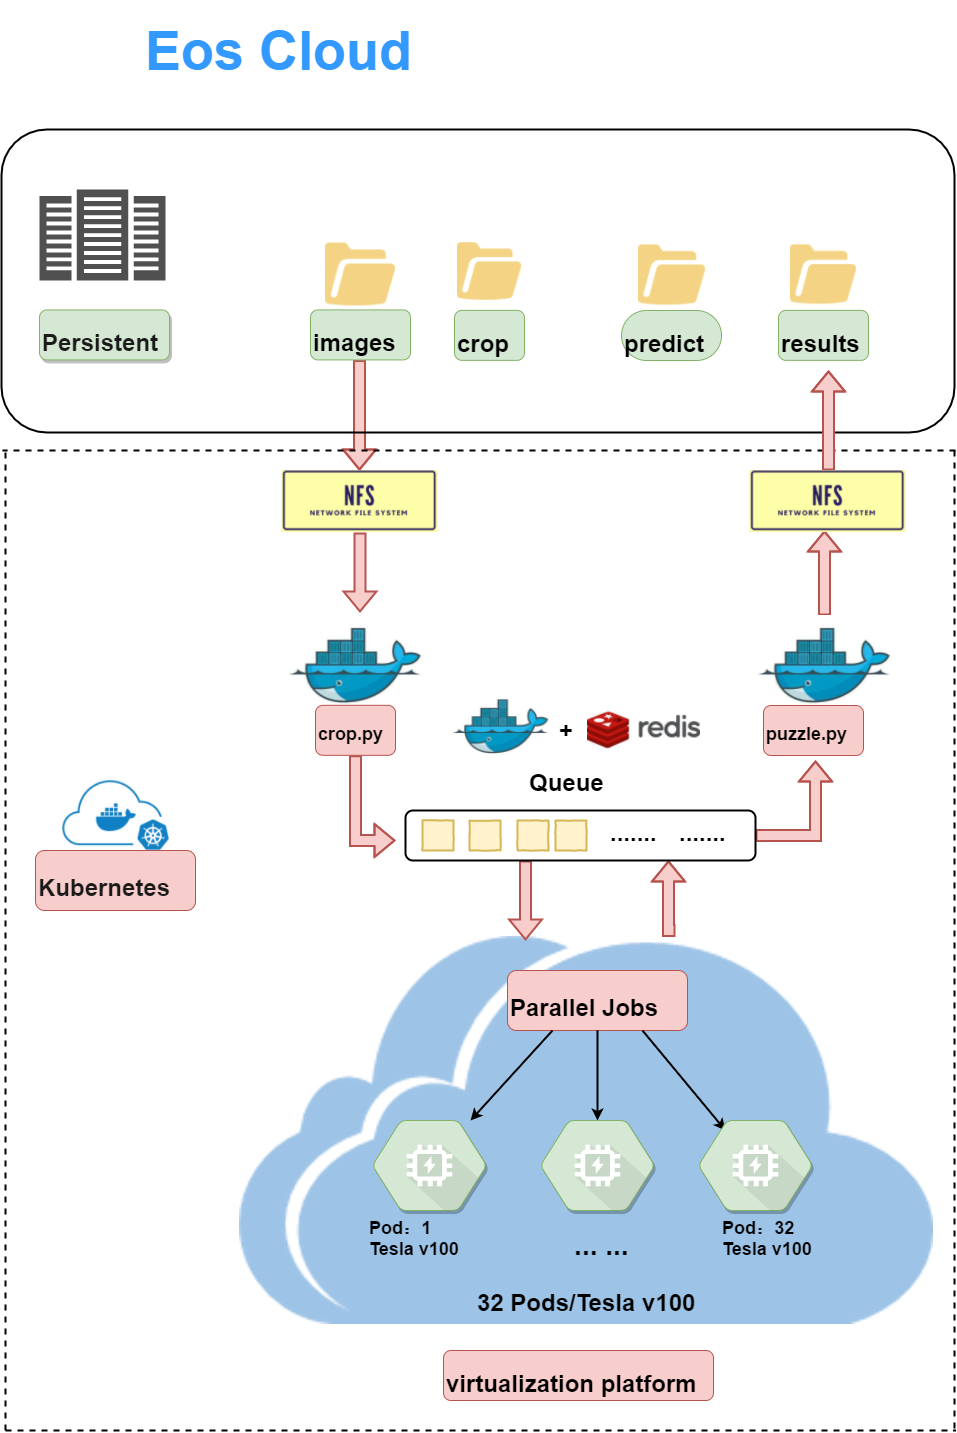 Eos Cloud
Persistent
images
crop
predict
results
NFS
NETWORK FILE SYSTEM
NFS
NETWORK FILE SYSTEM
crop.py
+
redis
puzzle.py
Queue
....... .......
Kubernetes
Parallel Jobs
Pod：1
Tesla v100
... ...
Pod：32
Tesla v100
32 Pods/Tesla v100
virtualization platform